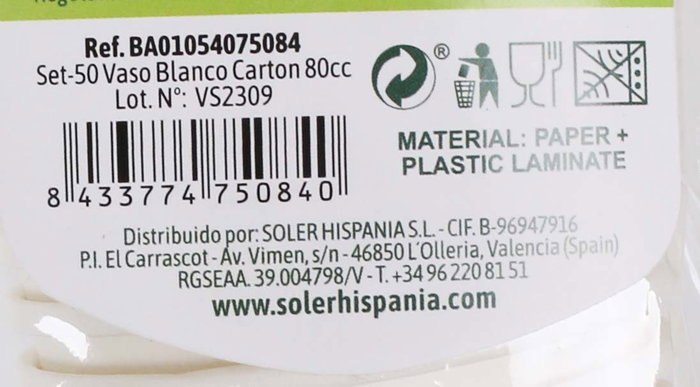 Ref. BA01054075084
Set-50 Vaso Blanco Carton 80cc
Lot. Nº: VS2309
®
8 433774 750840
MATERIAL: PAPER +
PLASTIC LAMINATE
Distribuido por: SOLER HISPANIA S.L. - CIF. B-96947916
P.I. El Carrascot - Av. Vimen, s/n - 46850 L'Olleria, Valencia (Spain)
RGSEAA. 39.004798/V - T. +34 96 220 81 51
www.solerhispania.com